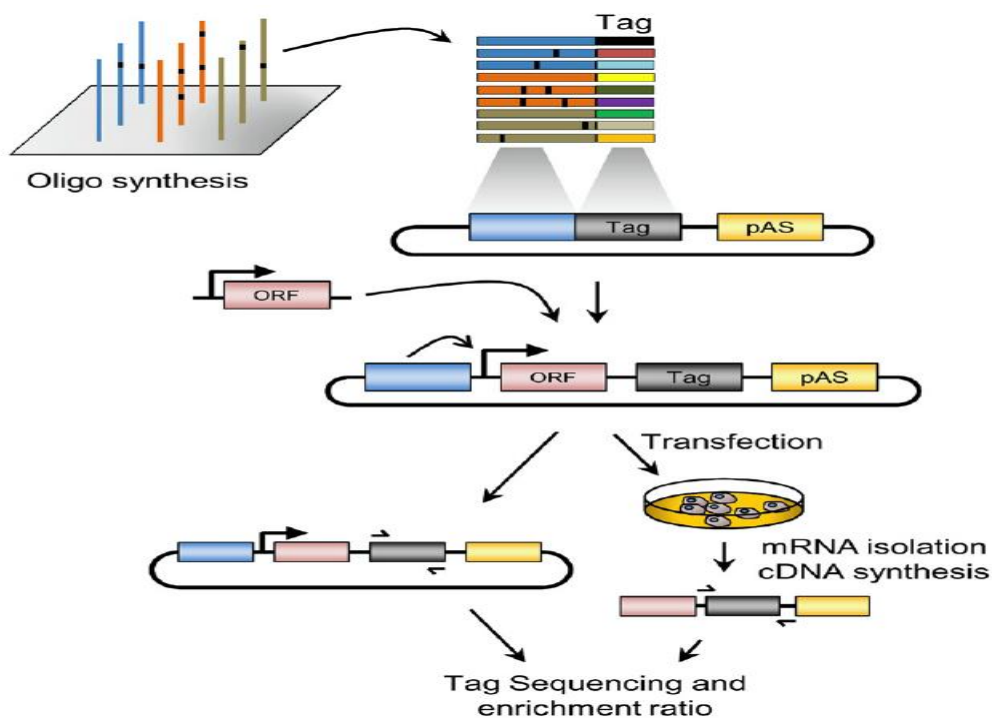 Tag
Oligo synthesis
Tag
pAS
ORF
ORF
Tag
pAS
Transfection
mRNA isolation
cDNA synthesis
Tag Sequencing and
enrichment ratio